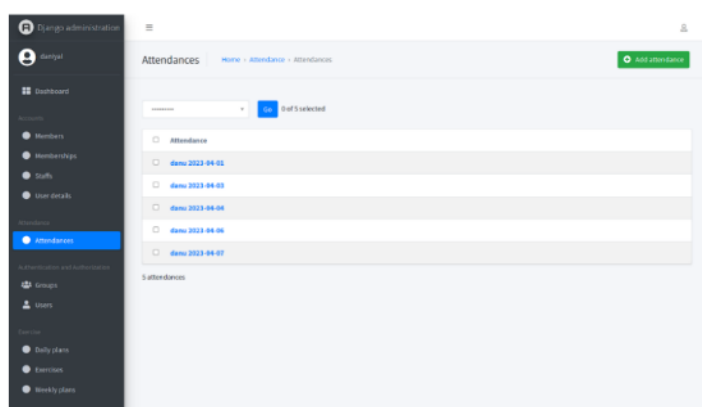 Django administration
daniyal
Dashboard
Accounts
Members
Memberships
Staffs
User details
Attendance
Attendances
Authentication and Authorization
Groups
Users
Exercise
Daily plans
Exercises
Weekly plans
Attendances
Home › Attendance › Attendances
Add attendance
---------
Go
0 of 5 selected
Attendance
danu 2023-04-01
danu 2023-04-03
danu 2023-04-04
danu 2023-04-06
danu 2023-04-07
5 attendances